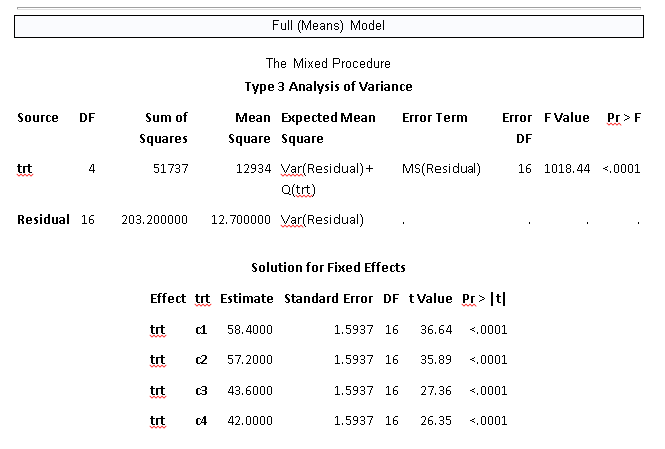 Full (Means) Model
The Mixed Procedure
Type 3 Analysis of Variance
Source DF Sum of Squares Mean Square Expected Mean Square Error Term Error DF F Value Pr > F
trt 4 51737 12934 Var(Residual) + Q(trt) MS(Residual) 16 1018.44 <.0001
Residual 16 203.200000 12.700000 Var(Residual) . . . .
Solution for Fixed Effects
Effect trt Estimate Standard Error DF t Value Pr > |t|
trt c1 58.4000 1.5937 16 36.64 <.0001
trt c2 57.2000 1.5937 16 35.89 <.0001
trt c3 43.6000 1.5937 16 27.36 <.0001
trt c4 42.0000 1.5937 16 26.35 <.0001